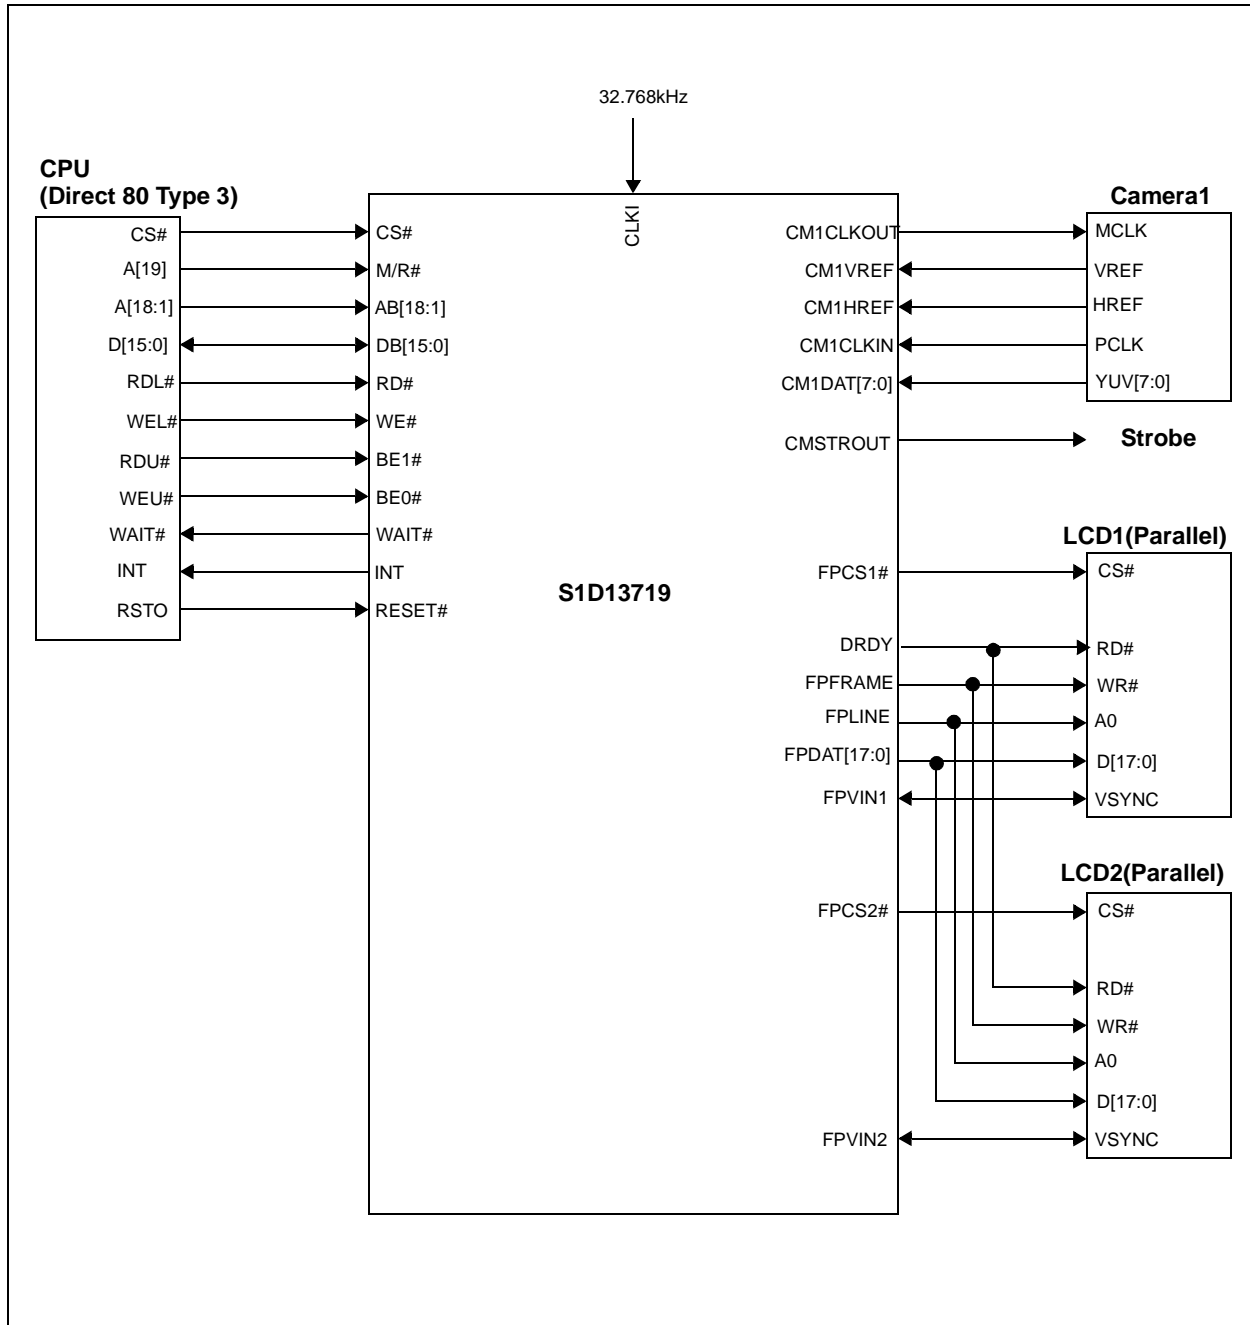 32.768kHz
CLKI
CPU
(Direct 80 Type 3)
CS#
A[19]
A[18:1]
D[15:0]
RDL#
WEL#
RDU#
WEU#
WAIT#
INT
RSTO
CS#
M/R#
AB[18:1]
DB[15:0]
RD#
WE#
BE1#
BE0#
WAIT#
INT
RESET#
S1D13719
CM1CLKOUT
CM1VREF
CM1HREF
CM1CLKIN
CM1DAT[7:0]
CMSTROUT
FPCS1#
DRDY
FPFRAME
FPLINE
FPDAT[17:0]
FPVIN1
FPCS2#
FPVIN2
Camera1
MCLK
VREF
HREF
PCLK
YUV[7:0]
Strobe
LCD1(Parallel)
CS#
RD#
WR#
A0
D[17:0]
VSYNC
LCD2(Parallel)
CS#
RD#
WR#
A0
D[17:0]
VSYNC